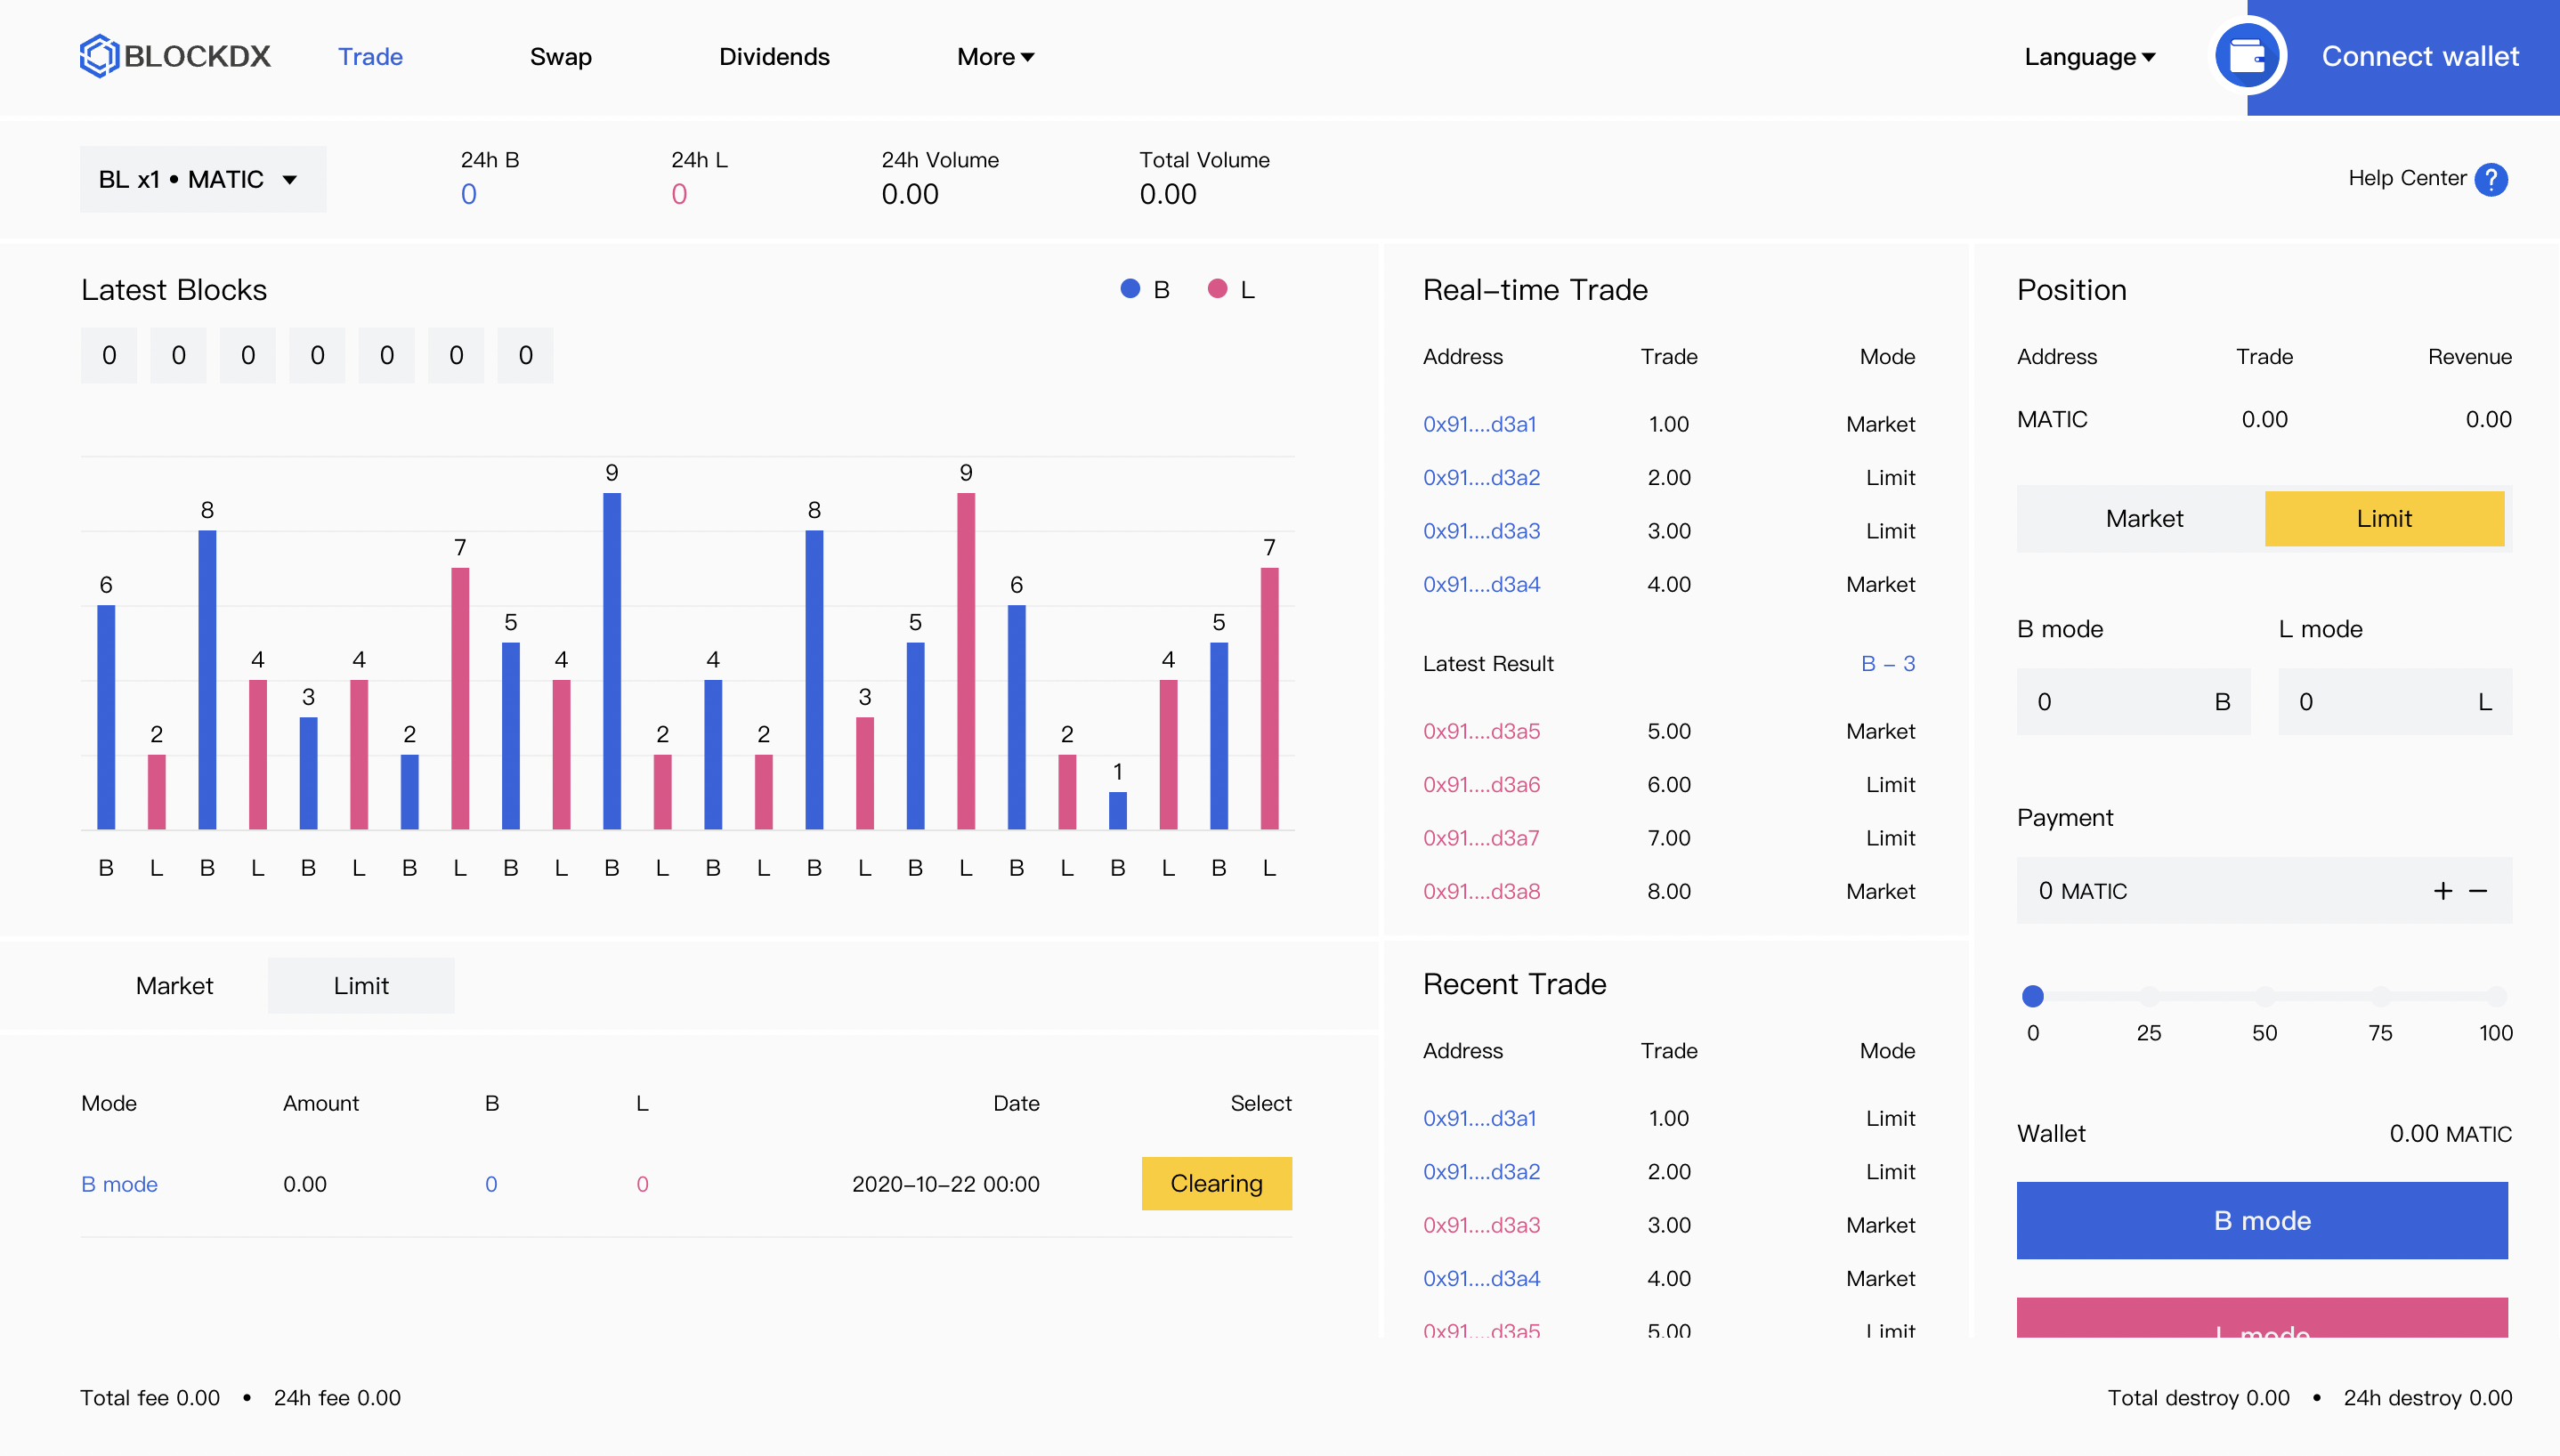 BLOCKDX Trade Swap Dividends More Language Connect wallet
BL x1 • MATIC
24h B
0
24h L
0
24h Volume
0.00
Total Volume
0.00
Help Center ?
Latest Blocks
B L
0 0 0 0 0 0 0
6 2 8 4 3 4 2 7 5 4 9 2 4 2 8 3 5 9 6 2 1 4 5 7
B L B L B L B L B L B L B L B L B L B L B L B L
Market Limit
Mode Amount B L Date Select
B mode 0.00 0 0 2020-10-22 00:00 Clearing
Real-time Trade
Address Trade Mode
0x91....d3a1 1.00 Market
0x91....d3a2 2.00 Limit
0x91....d3a3 3.00 Limit
0x91....d3a4 4.00 Market
Latest Result B - 3
0x91....d3a5 5.00 Market
0x91....d3a6 6.00 Limit
0x91....d3a7 7.00 Limit
0x91....d3a8 8.00 Market
Recent Trade
Address Trade Mode
0x91....d3a1 1.00 Limit
0x91....d3a2 2.00 Limit
0x91....d3a3 3.00 Market
0x91....d3a4 4.00 Market
0x91....d3a5 5.00 Limit
Position
Address Trade Revenue
MATIC 0.00 0.00
Market Limit
B mode L mode
0 B 0 L
Payment
0 MATIC + −
0 25 50 75 100
Wallet 0.00 MATIC
B mode
L mode
Total fee 0.00 • 24h fee 0.00
Total destroy 0.00 • 24h destroy 0.00